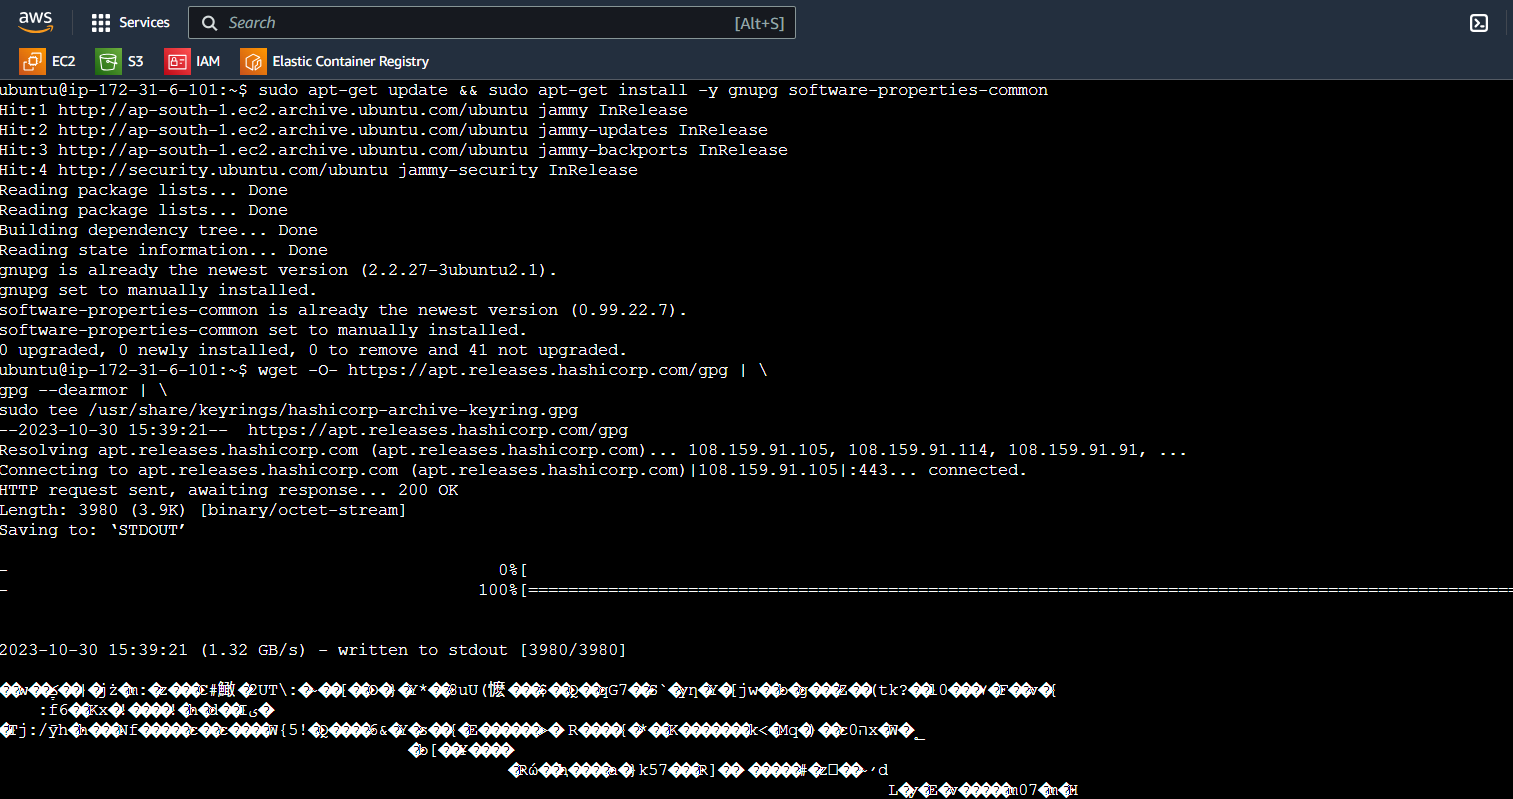 aws
Services
Search [Alt+S]
EC2 S3 IAM Elastic Container Registry
ubuntu@ip-172-31-6-101:~$ sudo apt-get update && sudo apt-get install -y gnupg software-properties-common
Hit:1 http://ap-south-1.ec2.archive.ubuntu.com/ubuntu jammy InRelease
Hit:2 http://ap-south-1.ec2.archive.ubuntu.com/ubuntu jammy-updates InRelease
Hit:3 http://ap-south-1.ec2.archive.ubuntu.com/ubuntu jammy-backports InRelease
Hit:4 http://security.ubuntu.com/ubuntu jammy-security InRelease
Reading package lists... Done
Reading package lists... Done
Building dependency tree... Done
Reading state information... Done
gnupg is already the newest version (2.2.27-3ubuntu2.1).
gnupg set to manually installed.
software-properties-common is already the newest version (0.99.22.7).
software-properties-common set to manually installed.
0 upgraded, 0 newly installed, 0 to remove and 41 not upgraded.
ubuntu@ip-172-31-6-101:~$ wget -O- https://apt.releases.hashicorp.com/gpg | \
gpg --dearmor | \
sudo tee /usr/share/keyrings/hashicorp-archive-keyring.gpg
--2023-10-30 15:39:21-- https://apt.releases.hashicorp.com/gpg
Resolving apt.releases.hashicorp.com (apt.releases.hashicorp.com)... 108.159.91.105, 108.159.91.114, 108.159.91.91, ...
Connecting to apt.releases.hashicorp.com (apt.releases.hashicorp.com)|108.159.91.105|:443... connected.
HTTP request sent, awaiting response... 200 OK
Length: 3980 (3.9K) [binary/octet-stream]
Saving to: ‘STDOUT’
- 0%[
- 100%[=====================================================================================
2023-10-30 15:39:21 (1.32 GB/s) - written to stdout [3980/3980]